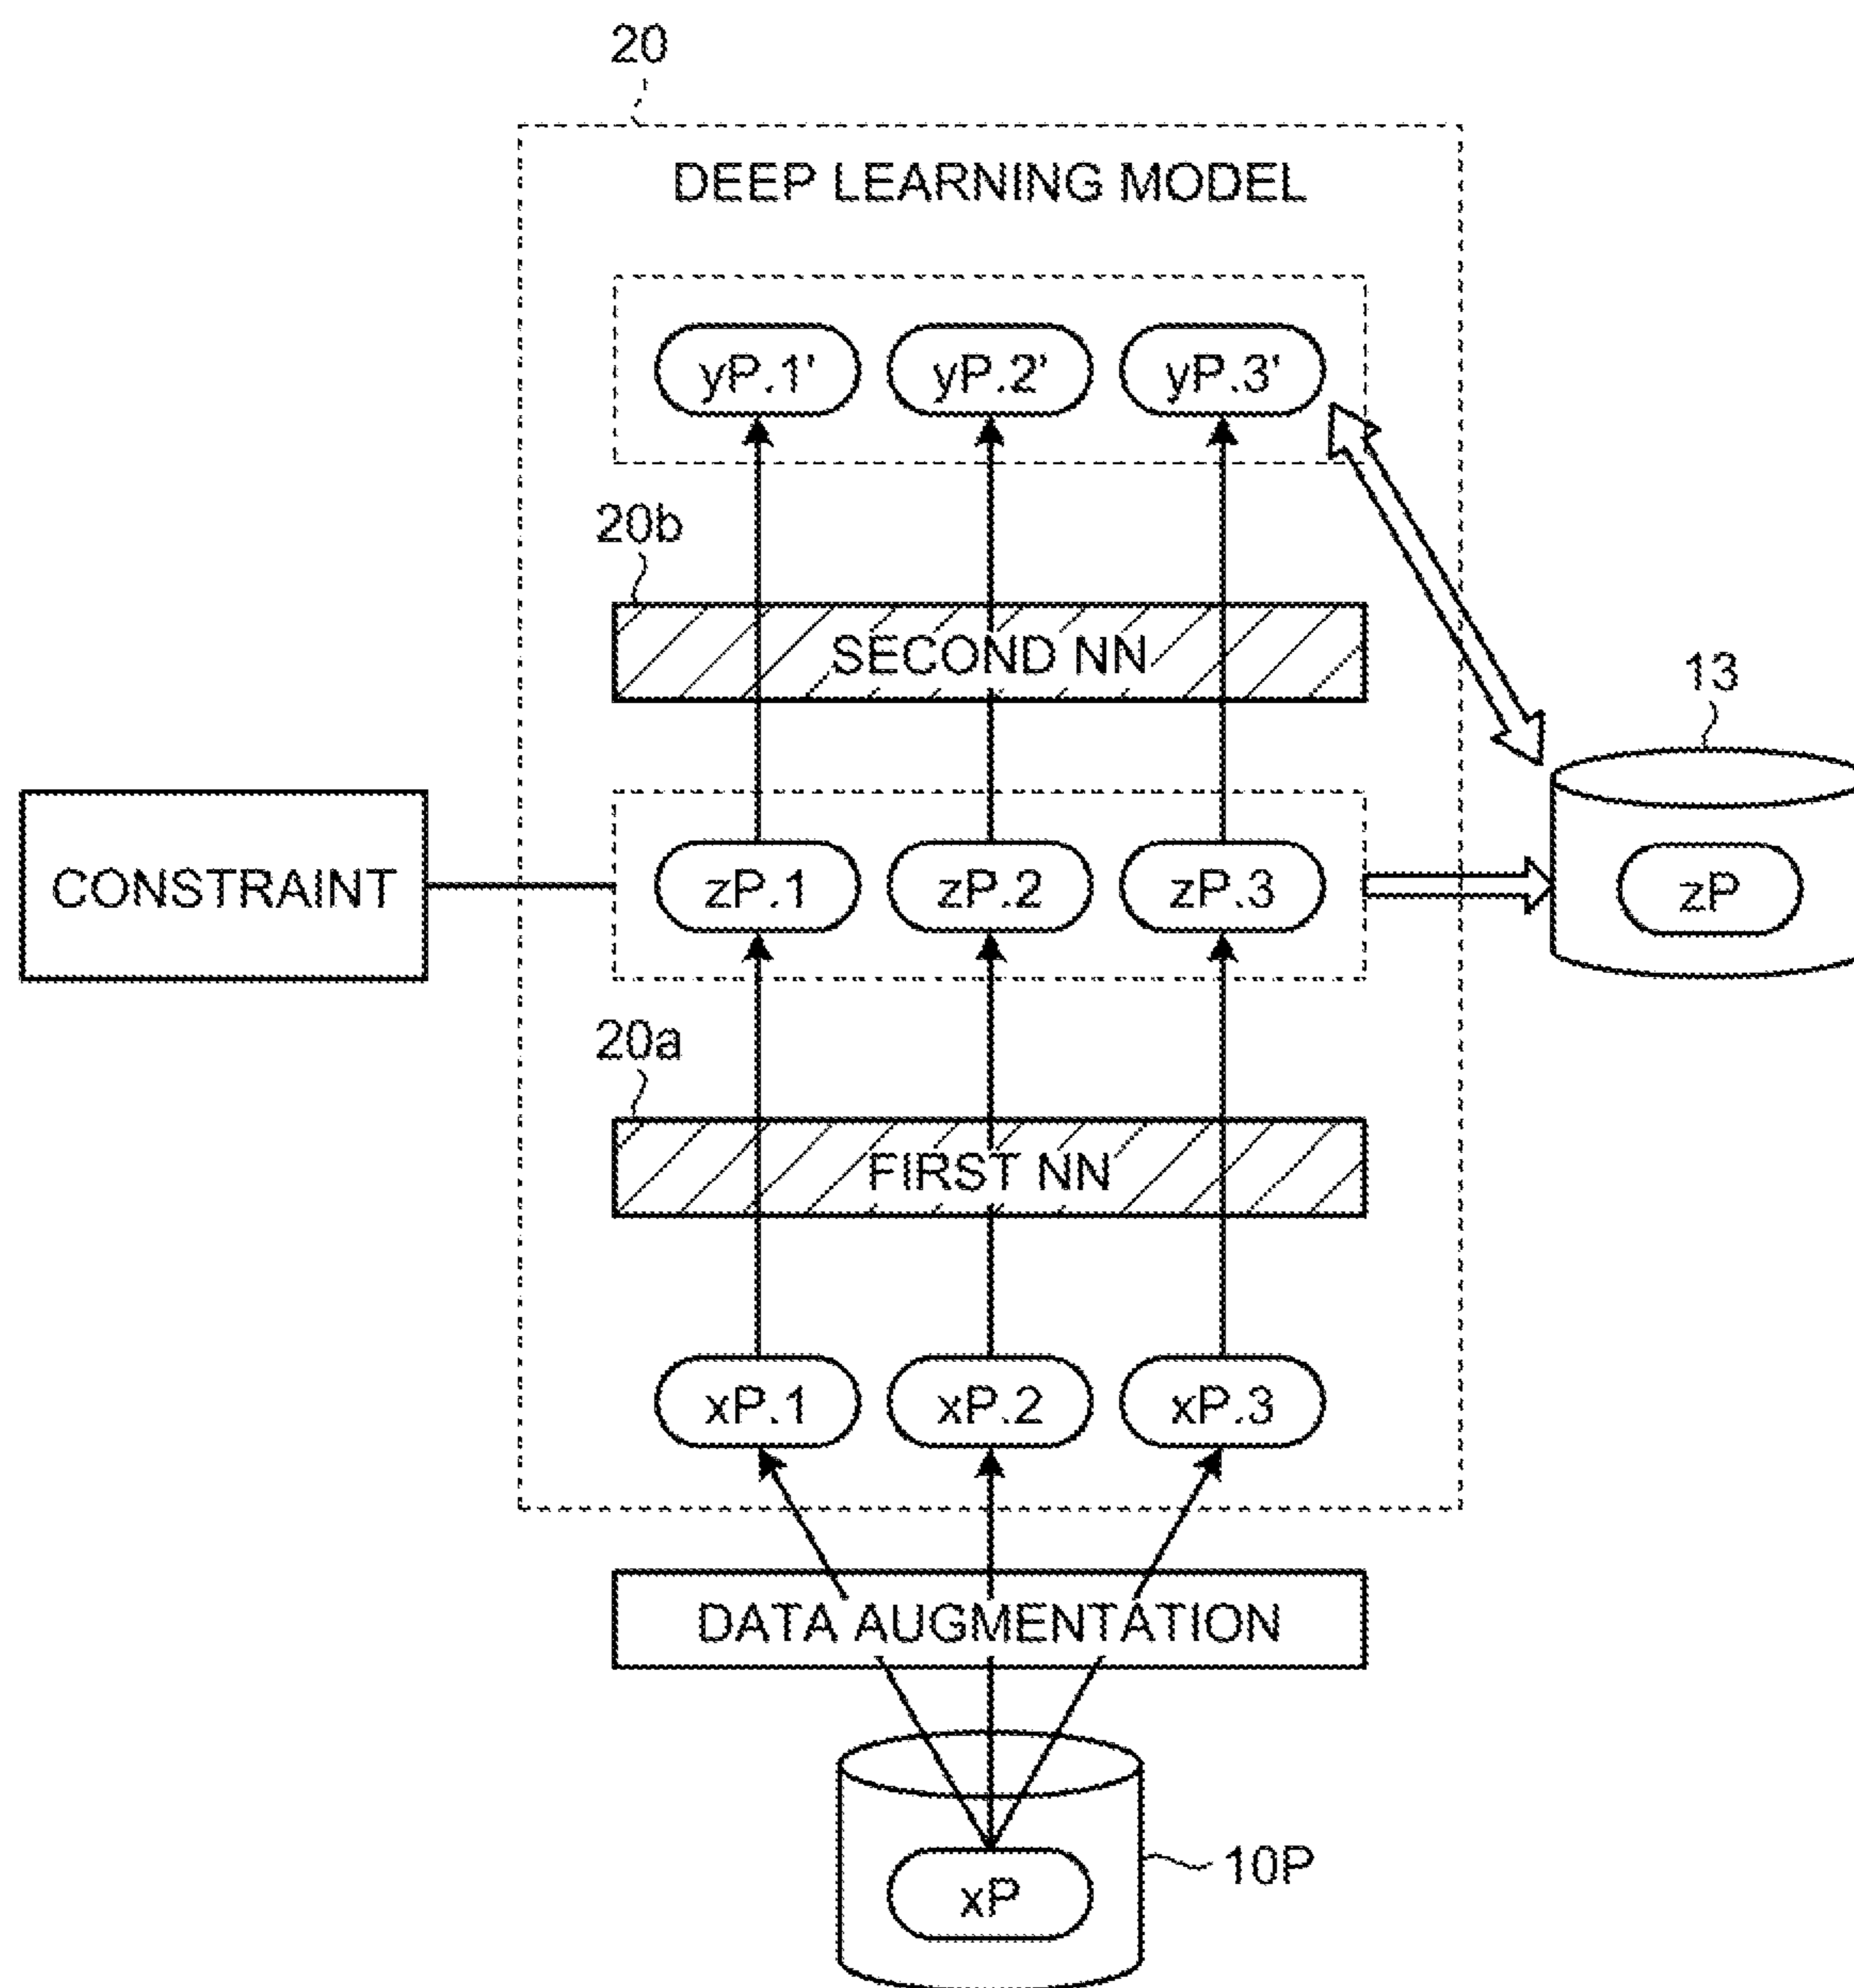 20
DEEP LEARNING MODEL
yP.1' yP.2' yP.3'
20b
SECOND NN
13
CONSTRAINT
zP.1 zP.2 zP.3
zP
20a
FIRST NN
xP.1 xP.2 xP.3
DATA AUGMENTATION
10P
xP